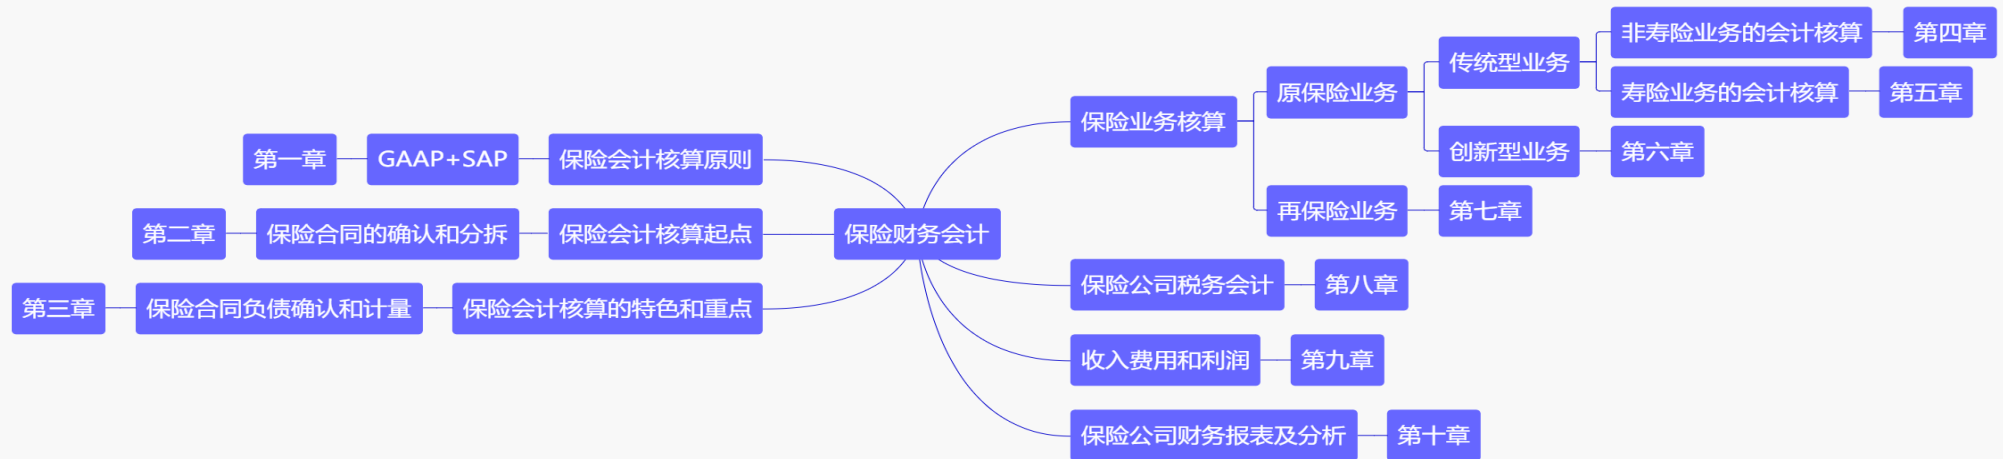 保险财务会计
保险会计核算原则
GAAP+SAP
第一章
保险会计核算起点
保险合同的确认和分拆
第二章
保险会计核算的特色和重点
保险合同负债确认和计量
第三章
保险业务核算
原保险业务
传统型业务
非寿险业务的会计核算
第四章
寿险业务的会计核算
第五章
创新型业务
第六章
再保险业务
第七章
保险公司税务会计
第八章
收入费用和利润
第九章
保险公司财务报表及分析
第十章